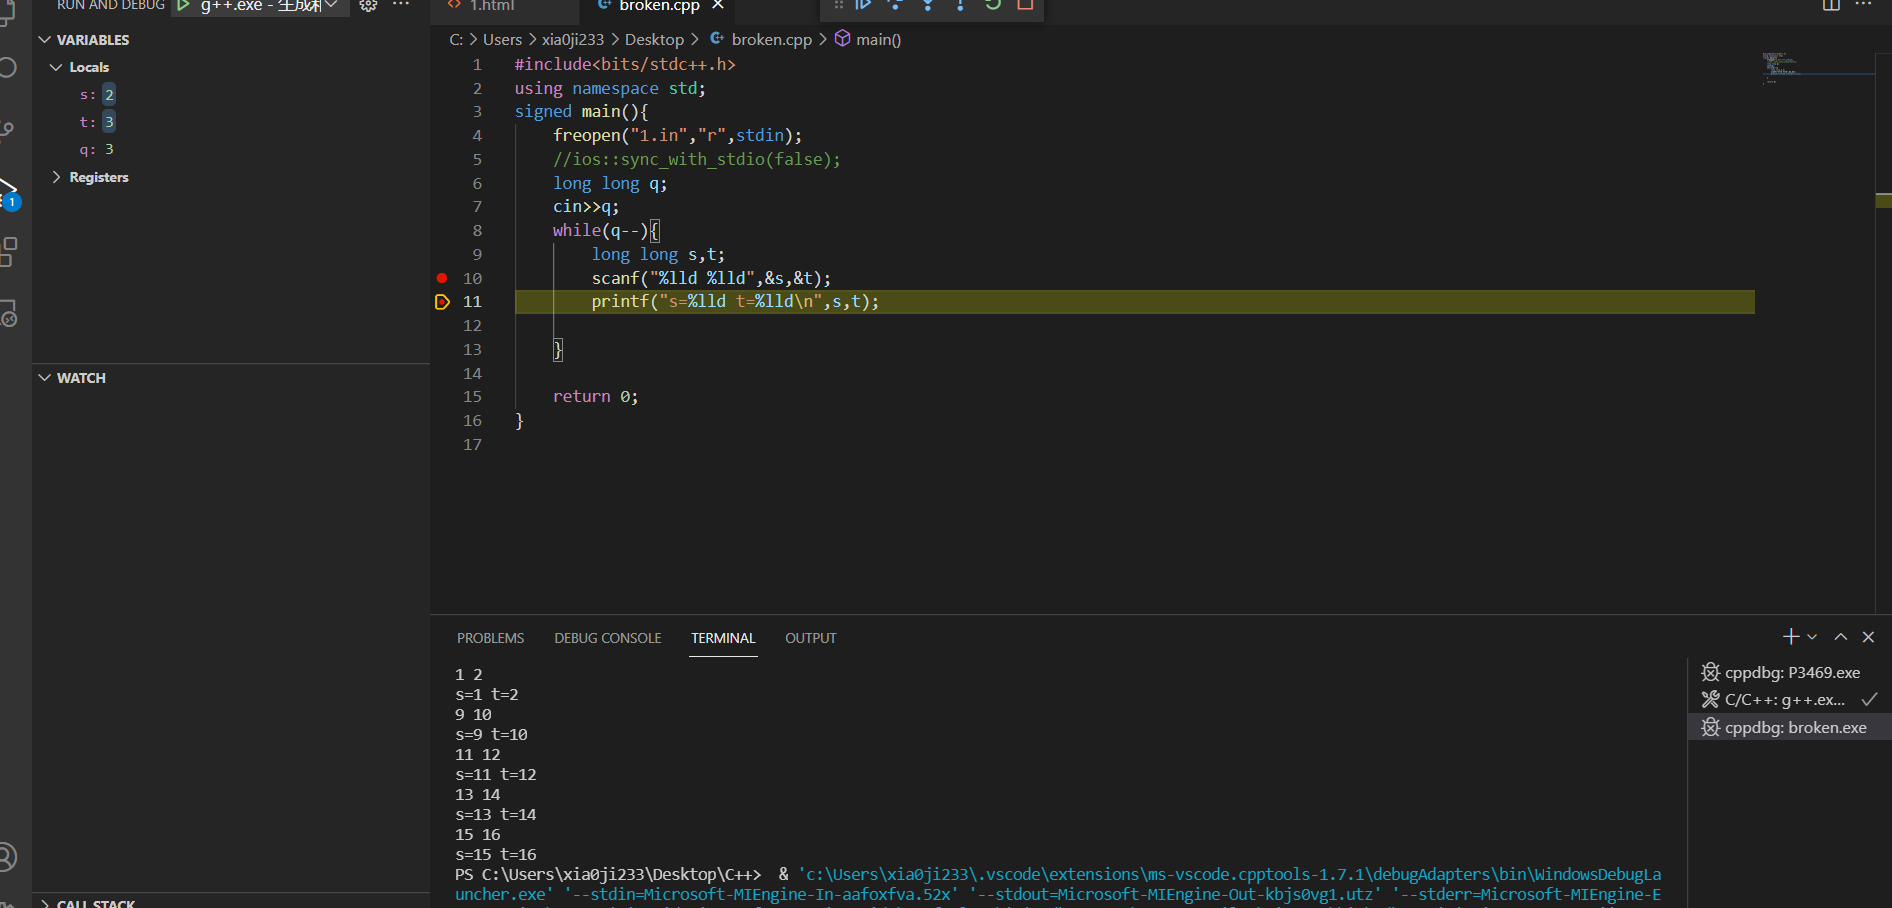 RUN AND DEBUG
g++.exe - 生成和
VARIABLES
Locals
s: 2
t: 3
q: 3
Registers
WATCH
CALL STACK
1
1.html
broken.cpp
C: > Users > xia0ji233 > Desktop > broken.cpp > main()
1 #include<bits/stdc++.h>
2 using namespace std;
3 signed main(){
4 freopen("1.in","r",stdin);
5 //ios::sync_with_stdio(false);
6 long long q;
7 cin>>q;
8 while(q--){
9 long long s,t;
10 scanf("%lld %lld",&s,&t);
11 printf("s=%lld t=%lld\n",s,t);
12
13 }
14
15 return 0;
16 }
17
PROBLEMS DEBUG CONSOLE TERMINAL OUTPUT
1 2
s=1 t=2
9 10
s=9 t=10
11 12
s=11 t=12
13 14
s=13 t=14
15 16
s=15 t=16
PS C:\Users\xia0ji233\Desktop\C++> & 'c:\Users\xia0ji233\.vscode\extensions\ms-vscode.cpptools-1.7.1\debugAdapters\bin\WindowsDebugLa
uncher.exe' '--stdin=Microsoft-MIEngine-In-aafoxfva.52x' '--stdout=Microsoft-MIEngine-Out-kbjs0vg1.utz' '--stderr=Microsoft-MIEngine-E
cppdbg: P3469.exe
C/C++: g++.ex...
cppdbg: broken.exe